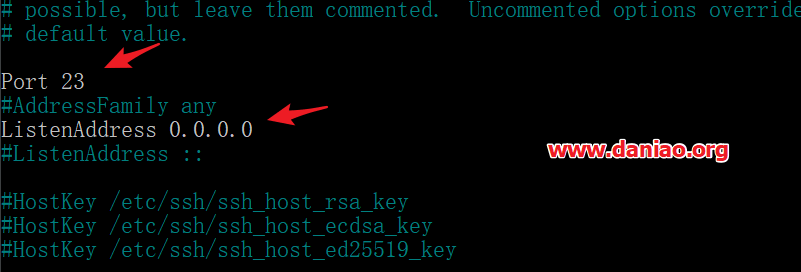 # possible, but leave them commented.  Uncommented options override
# default value.
Port 23
#AddressFamily any
ListenAddress 0.0.0.0
#ListenAddress ::
www.daniao.org
#HostKey /etc/ssh/ssh_host_rsa_key
#HostKey /etc/ssh/ssh_host_ecdsa_key
#HostKey /etc/ssh/ssh_host_ed25519_key